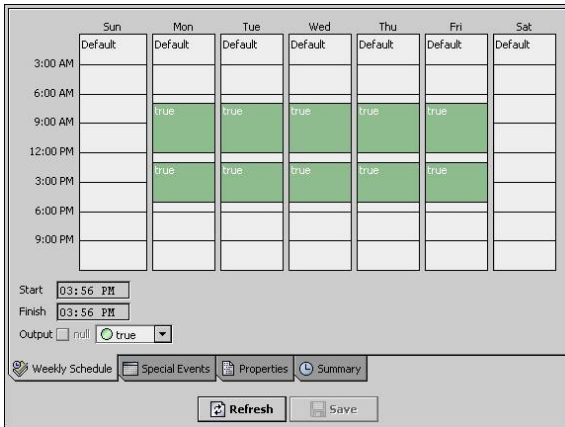 Sun Mon Tue Wed Thu Fri Sat
Default Default Default Default Default Default Default
3:00 AM
6:00 AM
true true true true true
9:00 AM
12:00 PM
true true true true true
3:00 PM
6:00 PM
9:00 PM
Start 03:56 PM
Finish 03:56 PM
Output null true
Weekly Schedule Special Events Properties Summary
Refresh Save